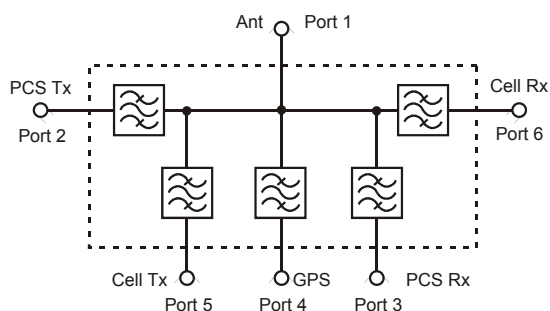 Ant Port 1
PCS Tx
Cell Rx
Port 2
Port 6
Cell Tx
GPS
PCS Rx
Port 5
Port 4
Port 3